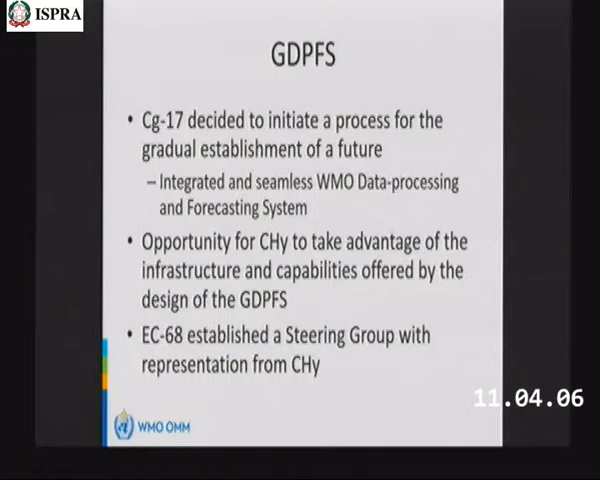 ISPRA
GDPFS
• Cg-17 decided to initiate a process for the
gradual establishment of a future
– Integrated and seamless WMO Data-processing
and Forecasting System
• Opportunity for CHy to take advantage of the
infrastructure and capabilities offered by the
design of the GDPFS
• EC-68 established a Steering Group with
representation from CHy
11.04.06
WMO OMM